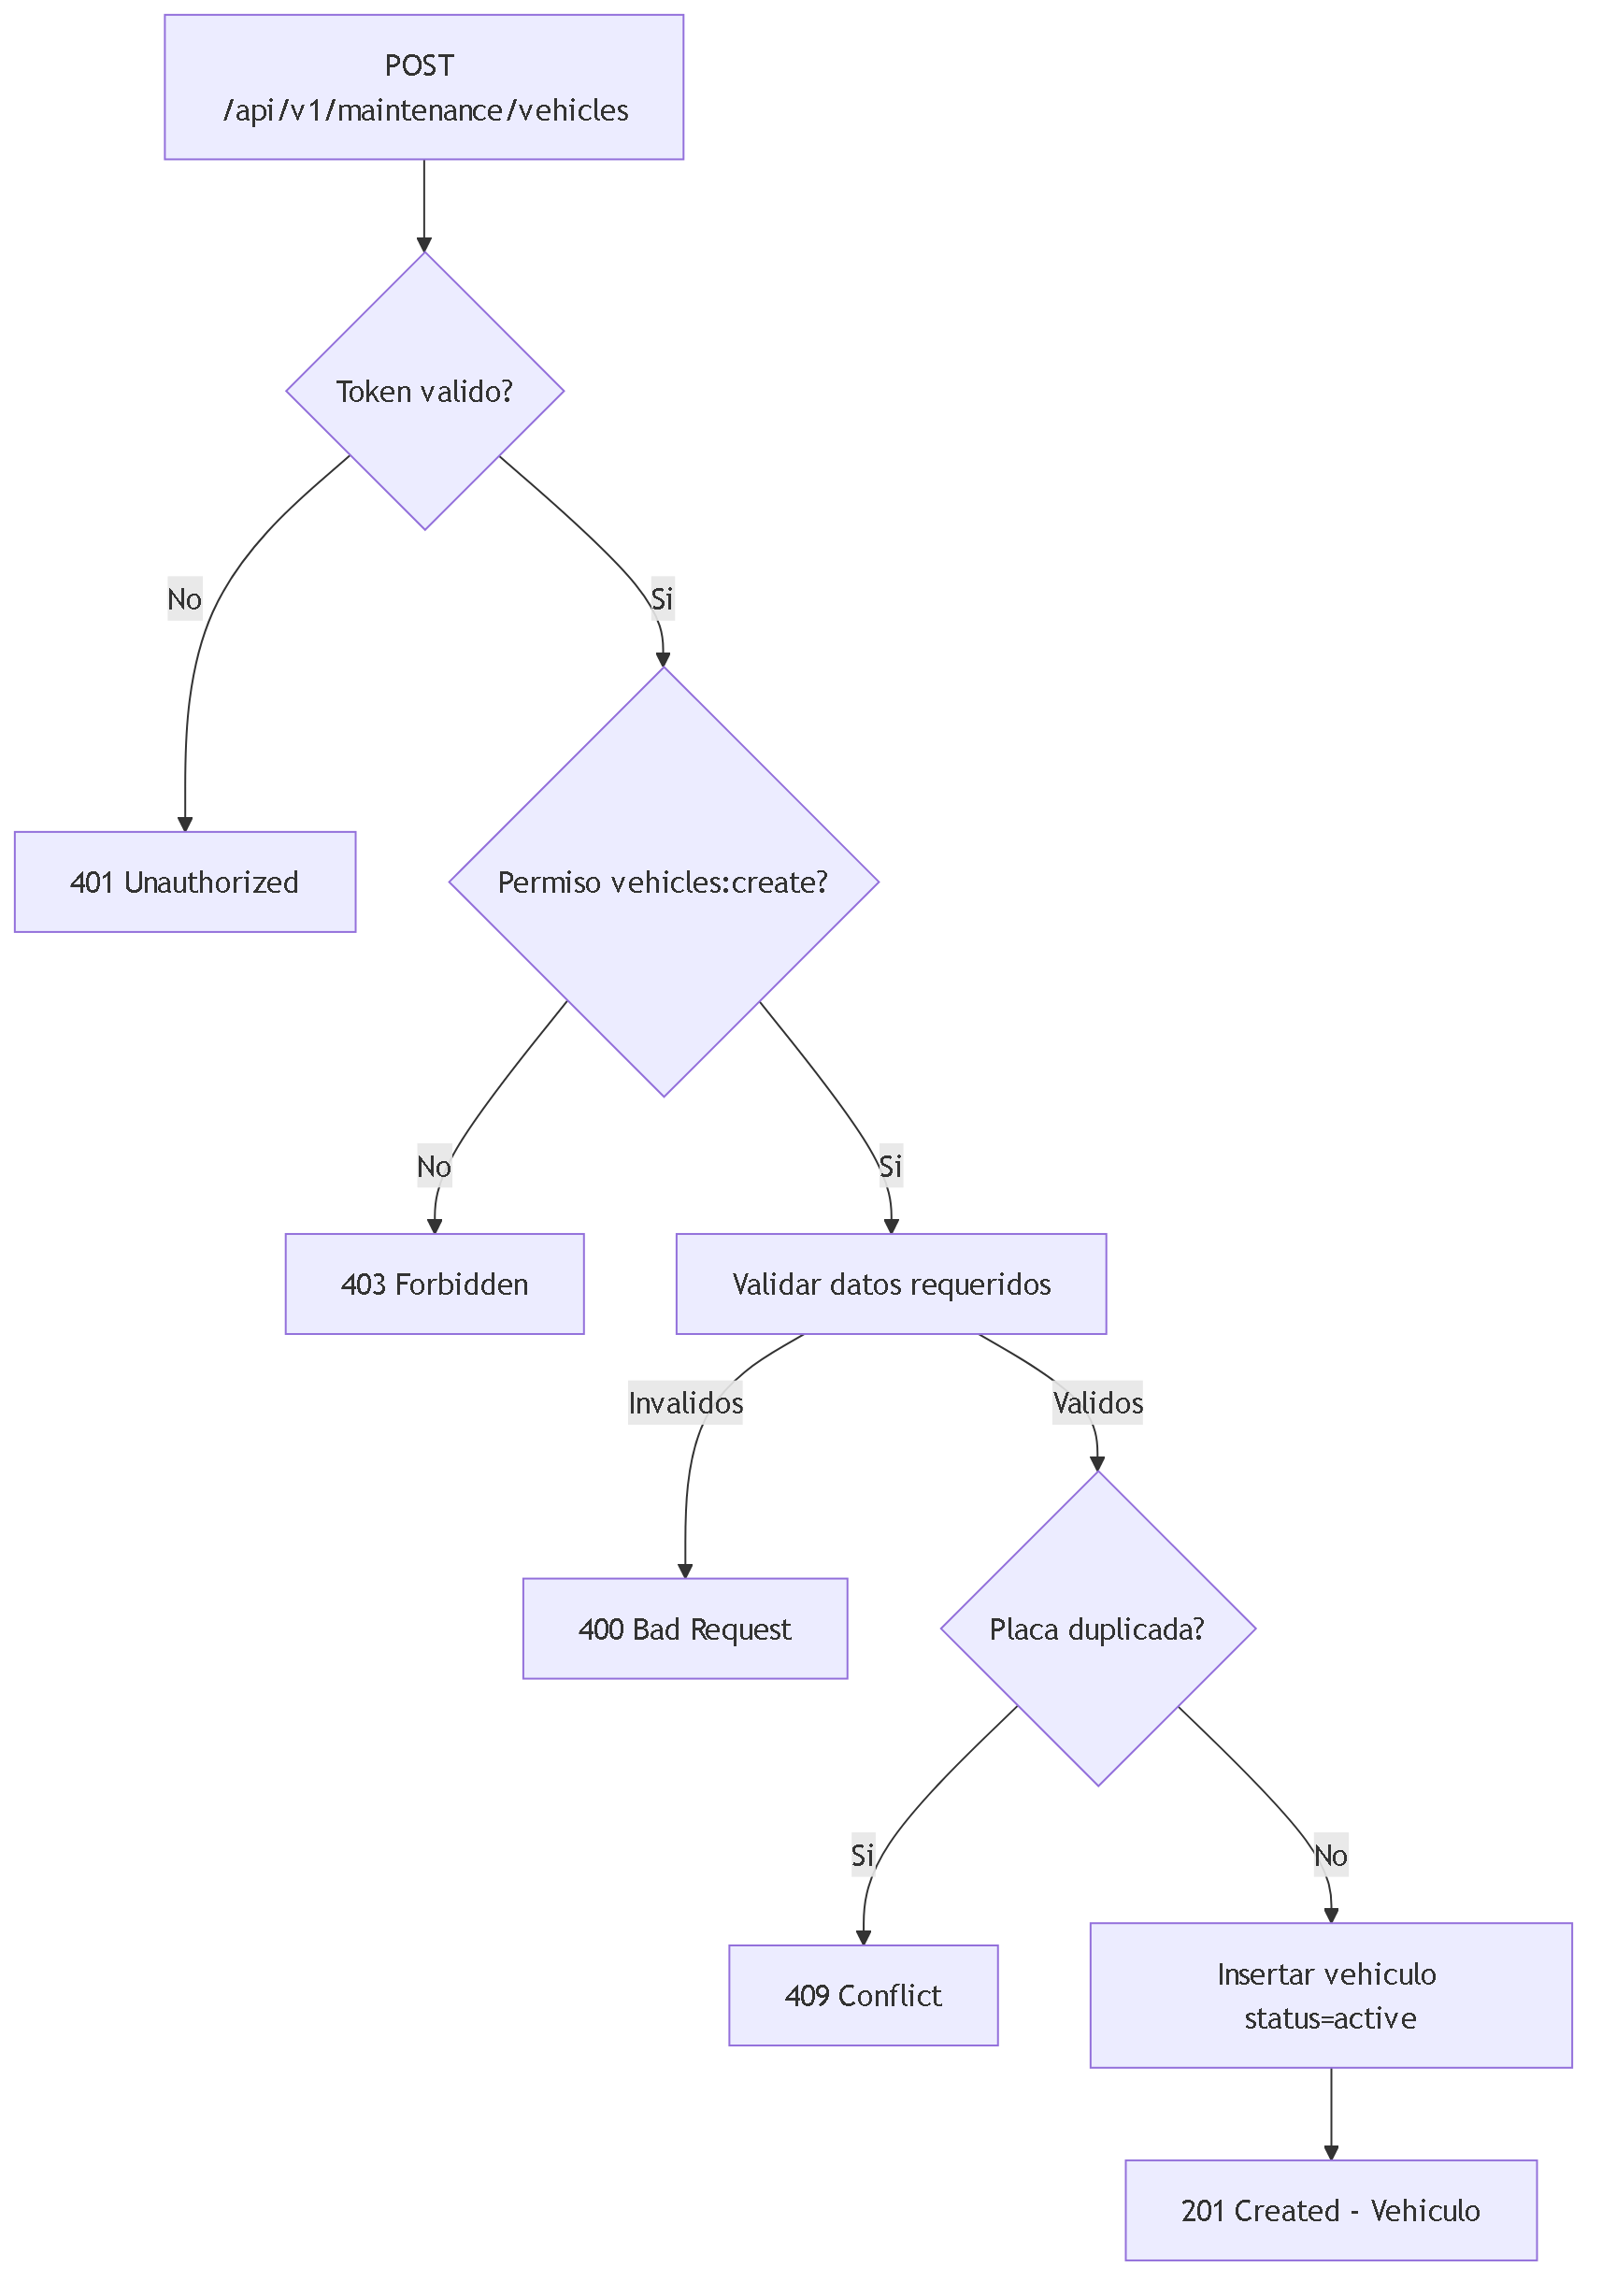 POST
/api/v1/maintenance/vehicles
Token valido?
No
Si
401 Unauthorized
Permiso vehicles:create?
No
Si
403 Forbidden
Validar datos requeridos
Invalidos
Validos
400 Bad Request
Placa duplicada?
Si
No
409 Conflict
Insertar vehiculo
status=active
201 Created - Vehiculo